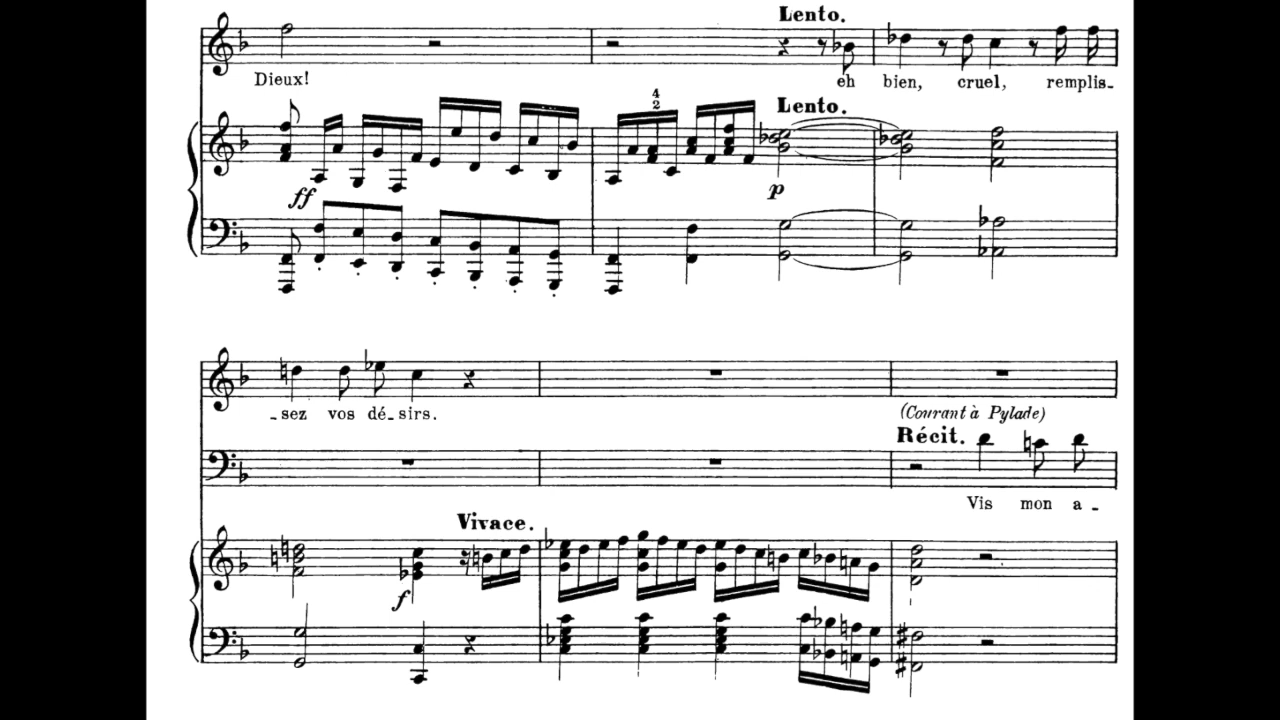 Lento.
Dieux! eh bien, cruel, remplis-
Lento.
4
2
ff
p
-sez vos dé-sirs.
(Courant à Pylade)
Récit.
Vis mon a-
Vivace.
f